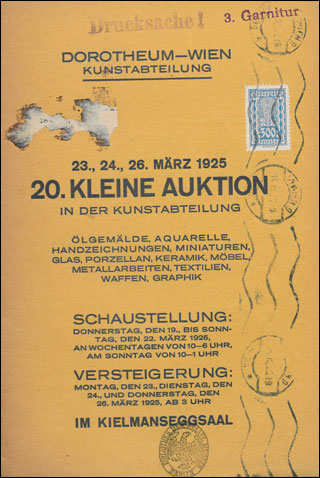 Drucksache!
3. Garnitur
DOROTHEUM—WIEN
KUNSTABTEILUNG
300
23., 24., 26. MÄRZ 1925
20. KLEINE AUKTION
IN DER KUNSTABTEILUNG
ÖLGEMÄLDE, AQUARELLE,
HANDZEICHNUNGEN, MINIATUREN,
GLAS, PORZELLAN, KERAMIK, MÖBEL,
METALLARBEITEN, TEXTILIEN,
WAFFEN, GRAPHIK
SCHAUSTELLUNG:
DONNERSTAG, DEN 19., BIS SONN-
TAG, DEN 22. MÄRZ 1925,
AN WOCHENTAGEN VON 10—6 UHR,
AM SONNTAG VON 10—1 UHR
VERSTEIGERUNG:
MONTAG, DEN 23., DIENSTAG, DEN
24., UND DONNERSTAG, DEN
26. MÄRZ 1925, AB 3 UHR
IM KIELMANSEGGSAAL